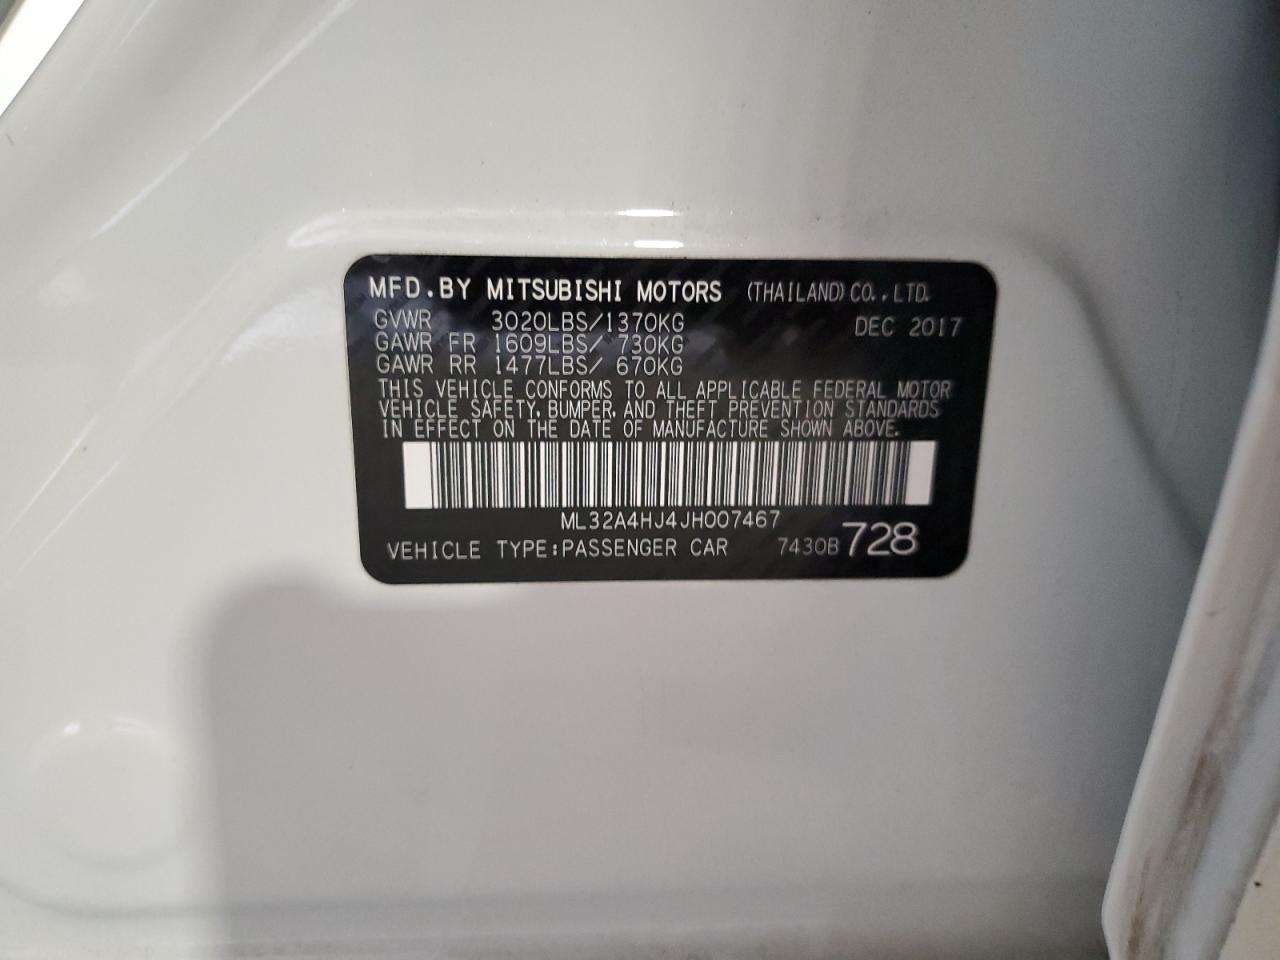 MFD.BY MITSUBISHI MOTORS (THAILAND)CO.,LTD.
GVWR 3020LBS/1370KG DEC 2017
GAWR FR 1609LBS/ 730KG
GAWR RR 1477LBS/ 670KG
THIS VEHICLE CONFORMS TO ALL APPLICABLE FEDERAL MOTOR
VEHICLE SAFETY, BUMPER, AND THEFT PREVENTION STANDARDS
IN EFFECT ON THE DATE OF MANUFACTURE SHOWN ABOVE.
ML32A4HJ4JH007467
VEHICLE TYPE:PASSENGER CAR 7430B 728